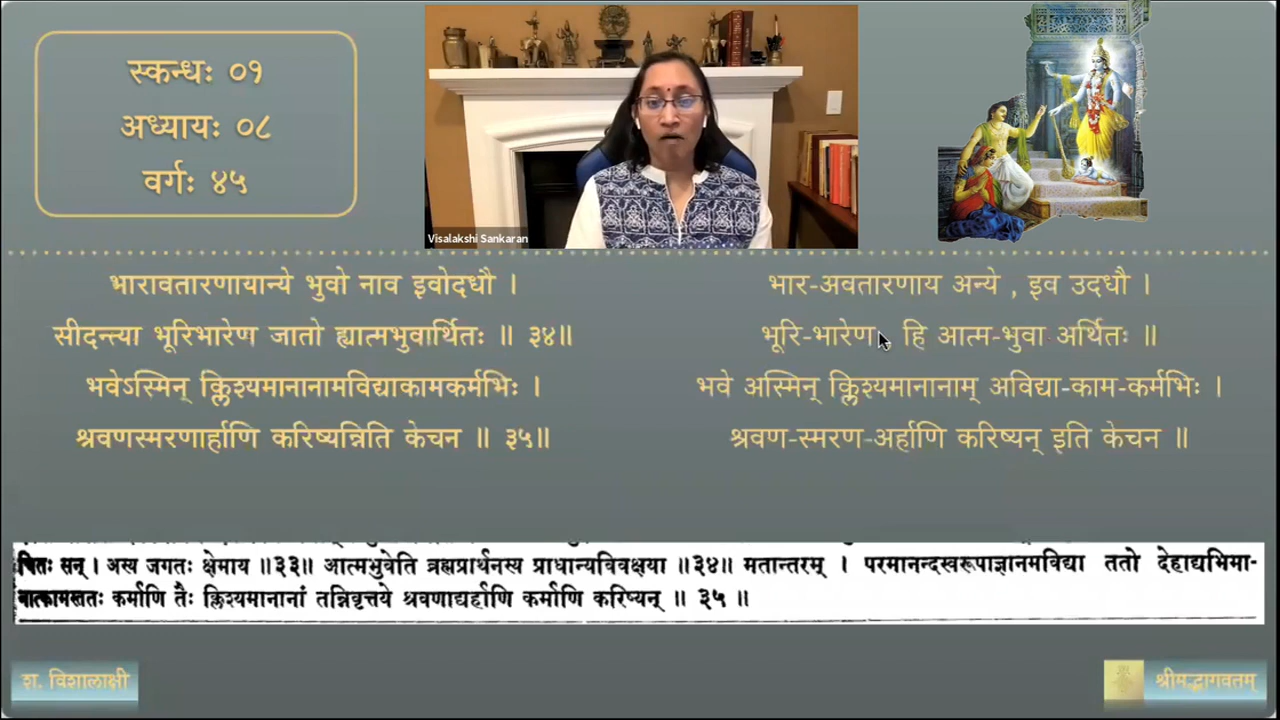 स्कन्धः ०१
अध्यायः ०८
वर्गः ४५
Visalakshi Sankaran
भारावतारणायान्ये भुवो नाव इवोदधौ ।
सीदन्त्या भूरिभारेण जातो ह्यात्मभुवार्थितः ॥ ३४॥
भवेऽस्मिन् क्लिश्यमानानामविद्याकामकर्मभिः ।
श्रवणस्मरणार्हाणि करिष्यन्निति केचन ॥ ३५॥
भार-अवतारणाय अन्ये , इव उदधौ ।
भूरि-भारेण हि आत्म-भुवा अर्थितः ॥
भवे अस्मिन् क्लिश्यमानानाम् अविद्या-काम-कर्मभिः ।
श्रवण-स्मरण-अर्हाणि करिष्यन् इति केचन ॥
सन् । अस्य जगतः क्षेमाय ॥३३॥ आत्मभुवेति ब्रह्मप्रार्थनस्य प्राधान्यविवक्षया ॥३४॥ मतान्तरम् । परमानन्दस्वरूपाज्ञानमविद्या ततो देहाद्यभिमा-
कर्माणि तैः क्लिश्यमानानां तन्निवृत्तये श्रवणाद्यर्हाणि कर्माणि करिष्यन् ॥ ३५ ॥
श. विशालाक्षी
श्रीमद्भागवतम्